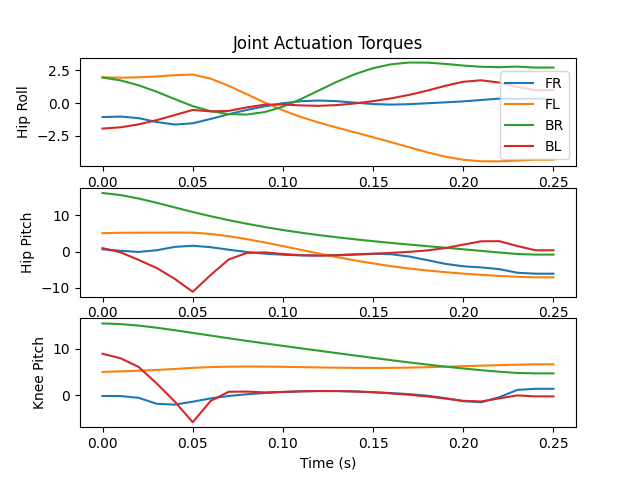 Joint Actuation Torques
Hip Roll
2.5
0.0
−2.5
FR
FL
BR
BL
0.00 0.05 0.10 0.15 0.20 0.25
Hip Pitch
10
0
−10
0.00 0.05 0.10 0.15 0.20 0.25
Knee Pitch
10
0
0.00 0.05 0.10 0.15 0.20 0.25
Time (s)